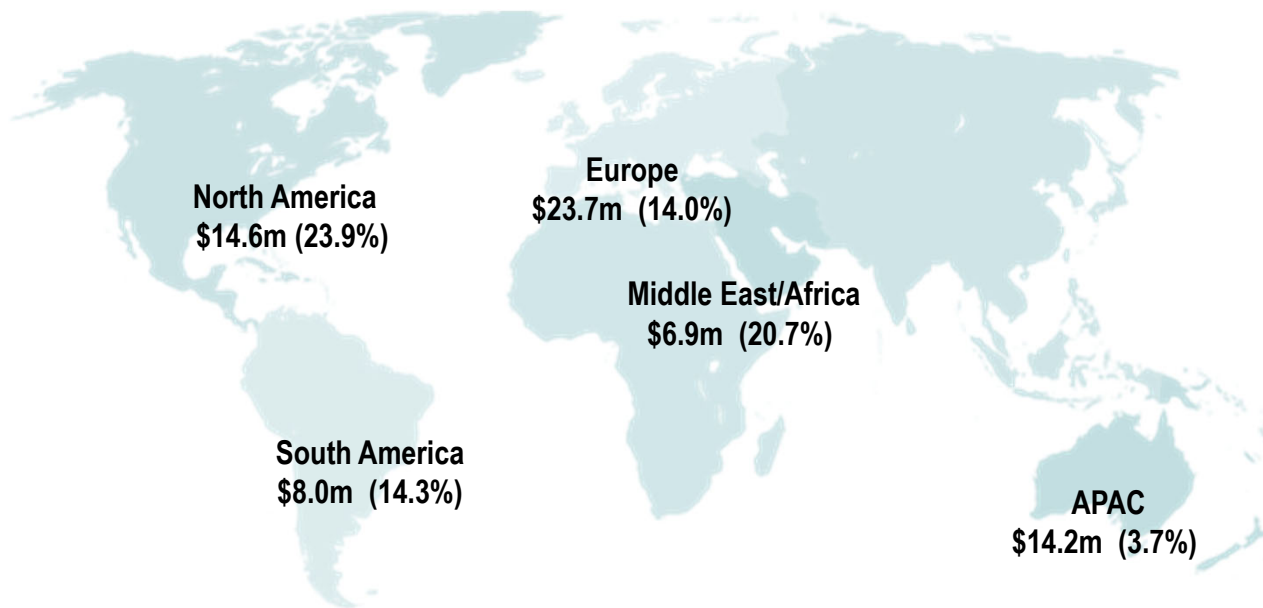 North America
$14.6m (23.9%)
Europe
$23.7m (14.0%)
Middle East/Africa
$6.9m (20.7%)
South America
$8.0m (14.3%)
APAC
$14.2m (3.7%)